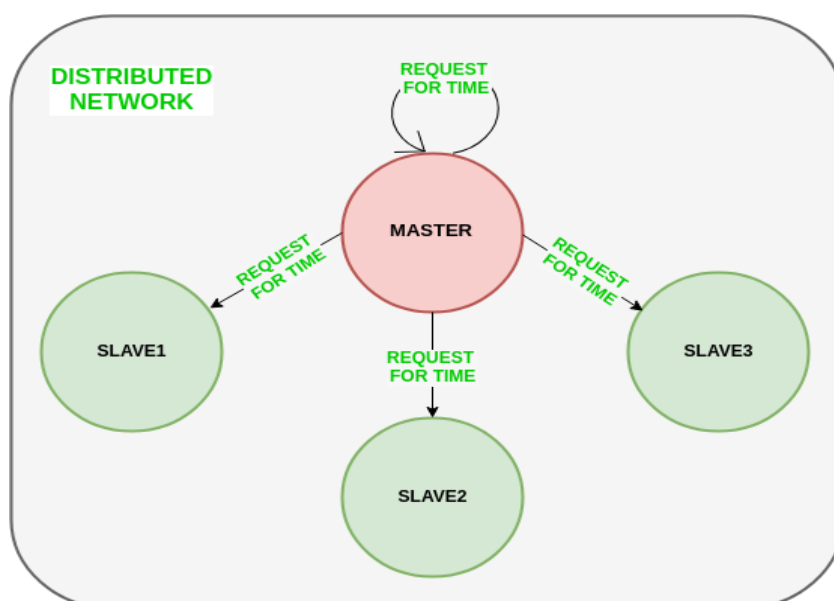 DISTRIBUTED
NETWORK
REQUEST
FOR TIME
MASTER
REQUEST
FOR TIME
REQUEST
FOR TIME
SLAVE1
SLAVE3
REQUEST
FOR TIME
SLAVE2